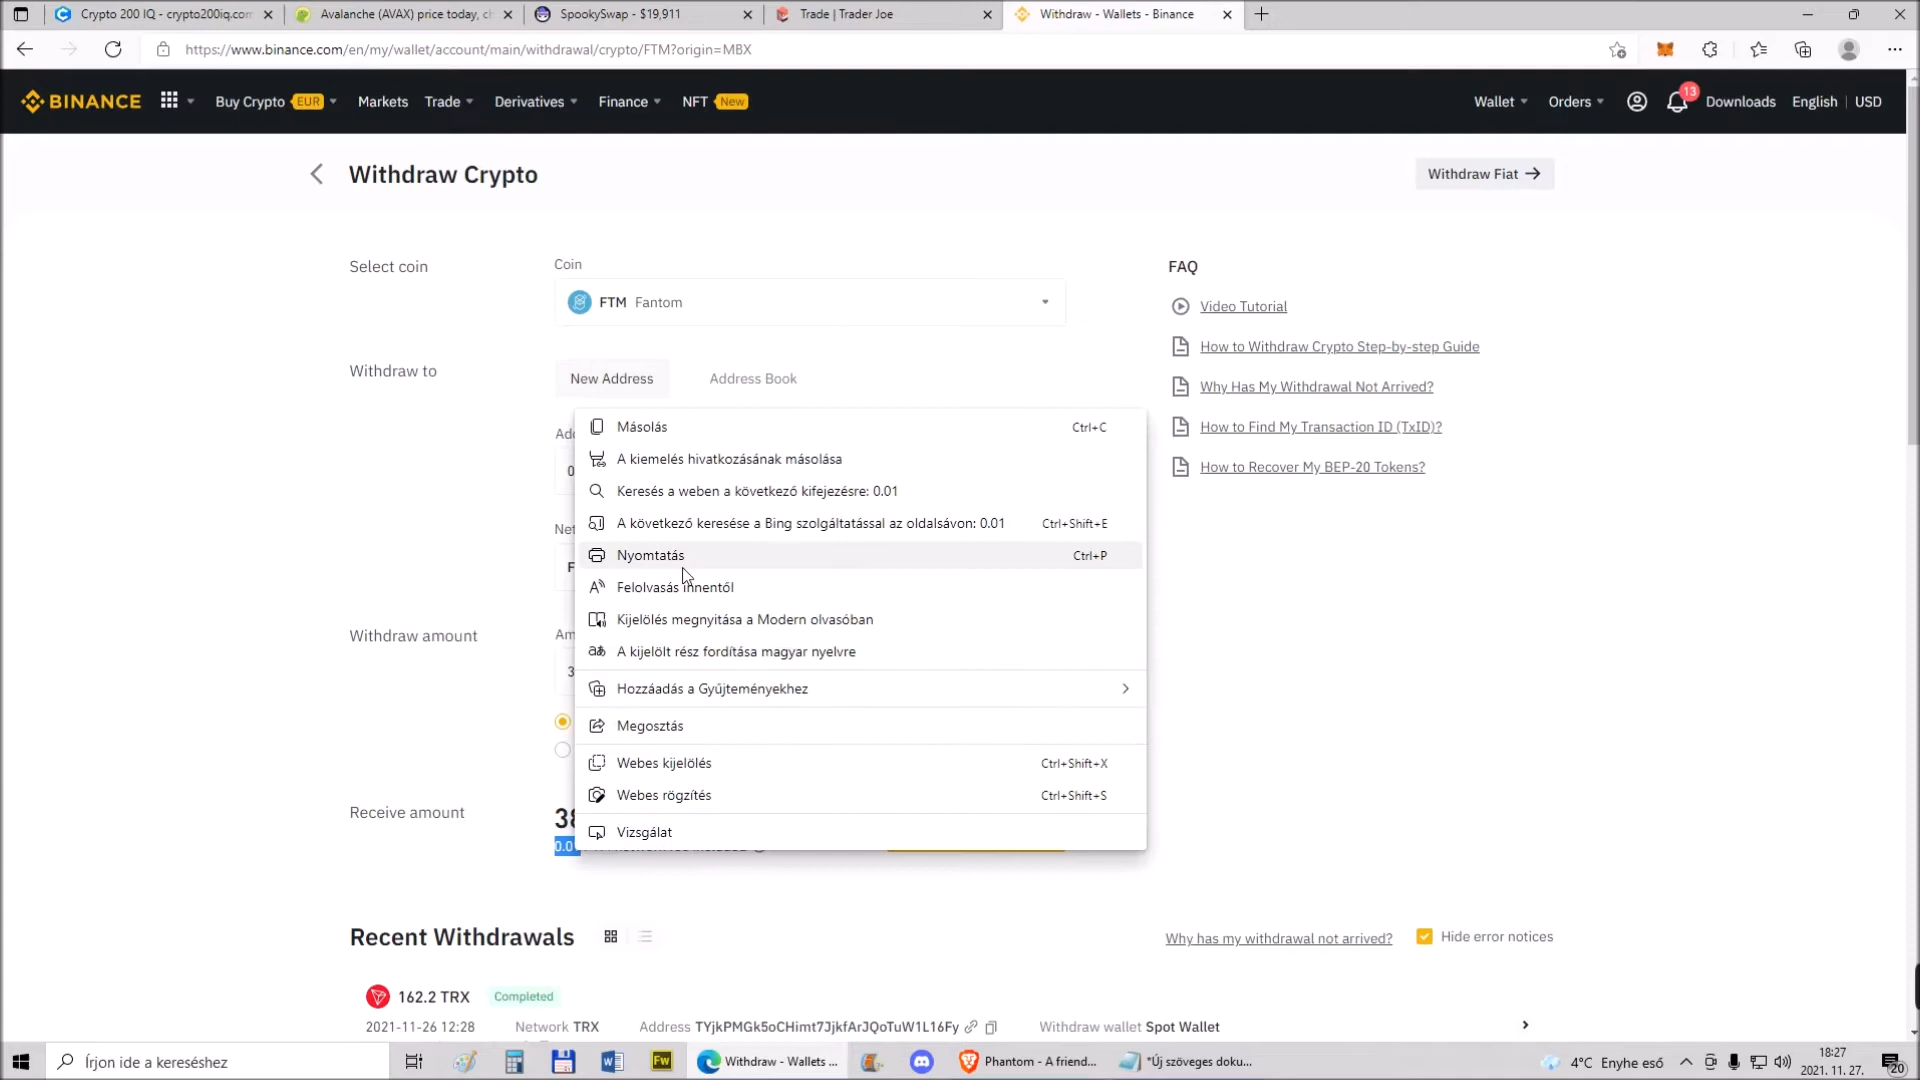 Crypto 200 IQ - crypto200iq.com
Avalanche (AVAX) price today, ch
SpookySwap - $19,911
Trade | Trader Joe
Withdraw - Wallets - Binance
https://www.binance.com/en/my/wallet/account/main/withdrawal/crypto/FTM?origin=MBX
BINANCE
Buy Crypto EUR
Markets
Trade
Derivatives
Finance
NFT New
Wallet
Orders
13
Downloads
English
USD
Withdraw Crypto
Withdraw Fiat
Select coin
Coin
FTM Fantom
Withdraw to
New Address
Address Book
Másolás Ctrl+C
A kiemelés hivatkozásának másolása
Keresés a weben a következő kifejezésre: 0.01
A következő keresése a Bing szolgáltatással az oldalsávon: 0.01 Ctrl+Shift+E
Nyomtatás Ctrl+P
Felolvasás innentől
Kijelölés megnyitása a Modern olvasóban
A kijelölt rész fordítása magyar nyelvre
Hozzáadás a Gyűjteményekhez
Megosztás
Webes kijelölés Ctrl+Shift+X
Webes rögzítés Ctrl+Shift+S
Vizsgálat
Withdraw amount
Receive amount
38
0.0
FAQ
Video Tutorial
How to Withdraw Crypto Step-by-step Guide
Why Has My Withdrawal Not Arrived?
How to Find My Transaction ID (TxID)?
How to Recover My BEP-20 Tokens?
Recent Withdrawals
Why has my withdrawal not arrived?
Hide error notices
162.2 TRX Completed
2021-11-26 12:28 Network TRX Address TYjkPMGk5oCHimt7JjkfArJQoTuW1L16Fy Withdraw wallet Spot Wallet
Írjon ide a kereséshez
Fw
Withdraw - Wallets ...
Phantom - A friend...
*Új szöveges doku...
4°C Enyhe eső
18:27
2021. 11. 27.
20